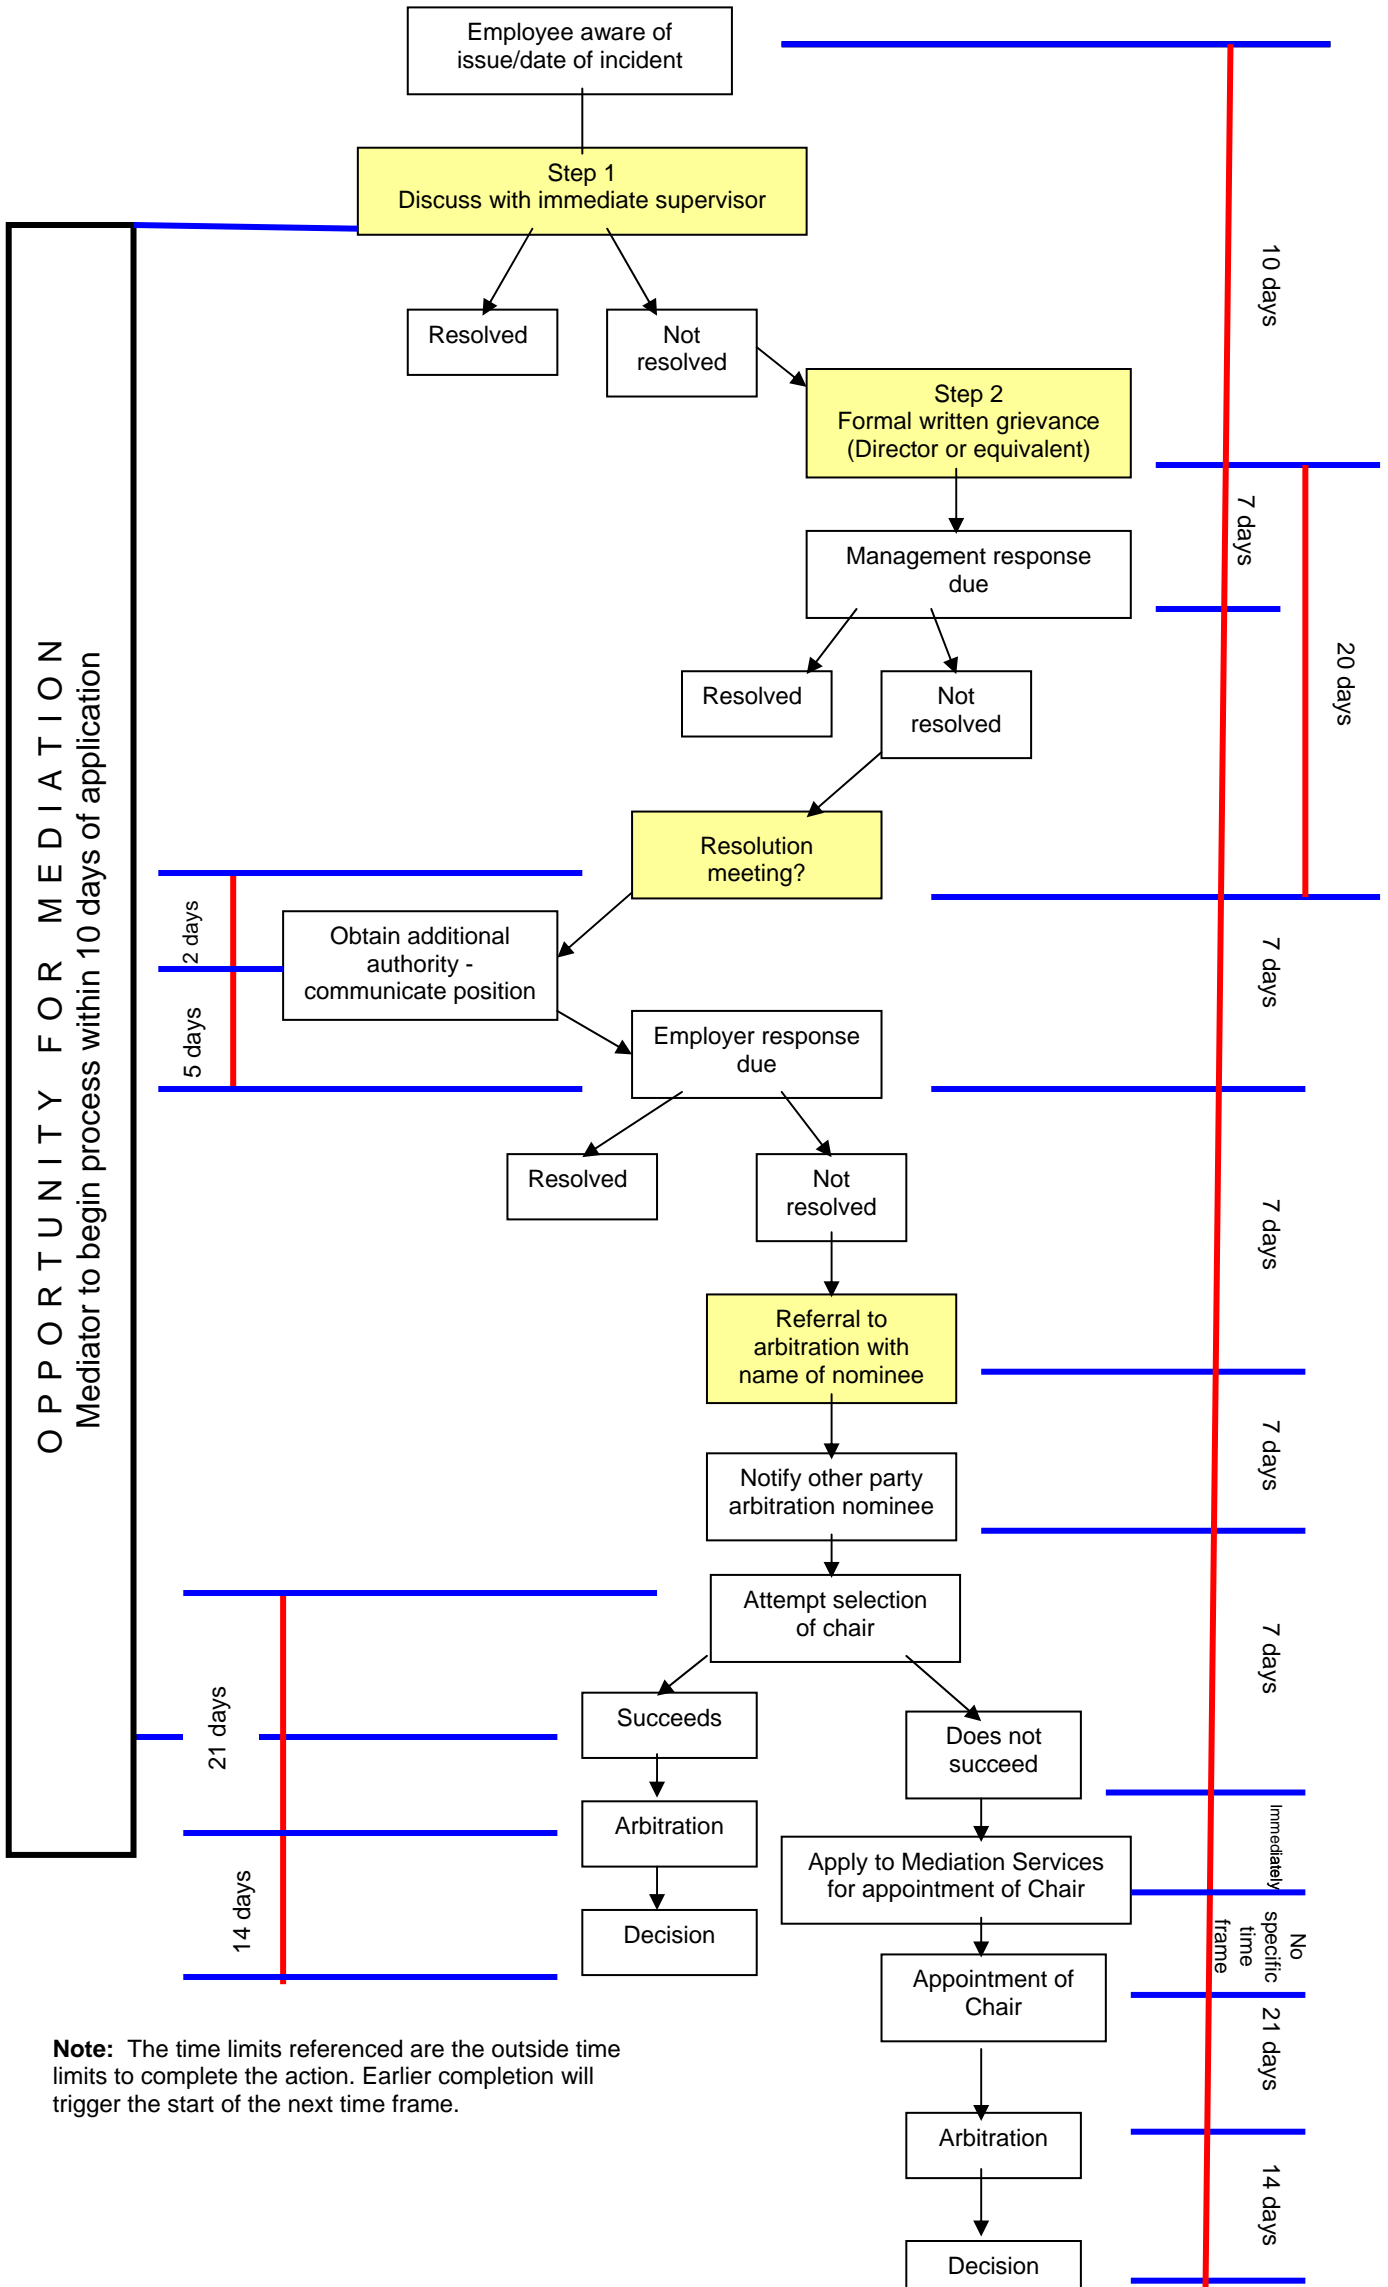 Employee aware of
issue/date of incident
Step 1
Discuss with immediate supervisor
10 days
Resolved
Not
resolved
Step 2
Formal written grievance
(Director or equivalent)
7 days
Management response
due
20 days
Resolved
Not
resolved
OPPORTUNITY FOR MEDIATION
Mediator to begin process within 10 days of application
Resolution
meeting?
2 days
Obtain additional
authority -
communicate position
7 days
5 days
Employer response
due
Resolved
Not
resolved
7 days
Referral to
arbitration with
name of nominee
7 days
Notify other party
arbitration nominee
Attempt selection
of chair
7 days
21 days
Succeeds
Does not
succeed
Arbitration
Immediately
Apply to Mediation Services
for appointment of Chair
14 days
Decision
No
specific
time
frame
Appointment of
Chair
21 days
Note: The time limits referenced are the outside time
limits to complete the action. Earlier completion will
trigger the start of the next time frame.
Arbitration
14 days
Decision